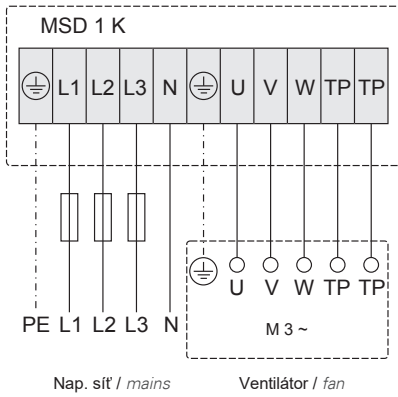 MSD 1 K
L1 L2 L3 N U V W TP TP
U V W TP TP
PE L1 L2 L3 N
M 3 ~
Nap. síť / mains Ventilátor / fan